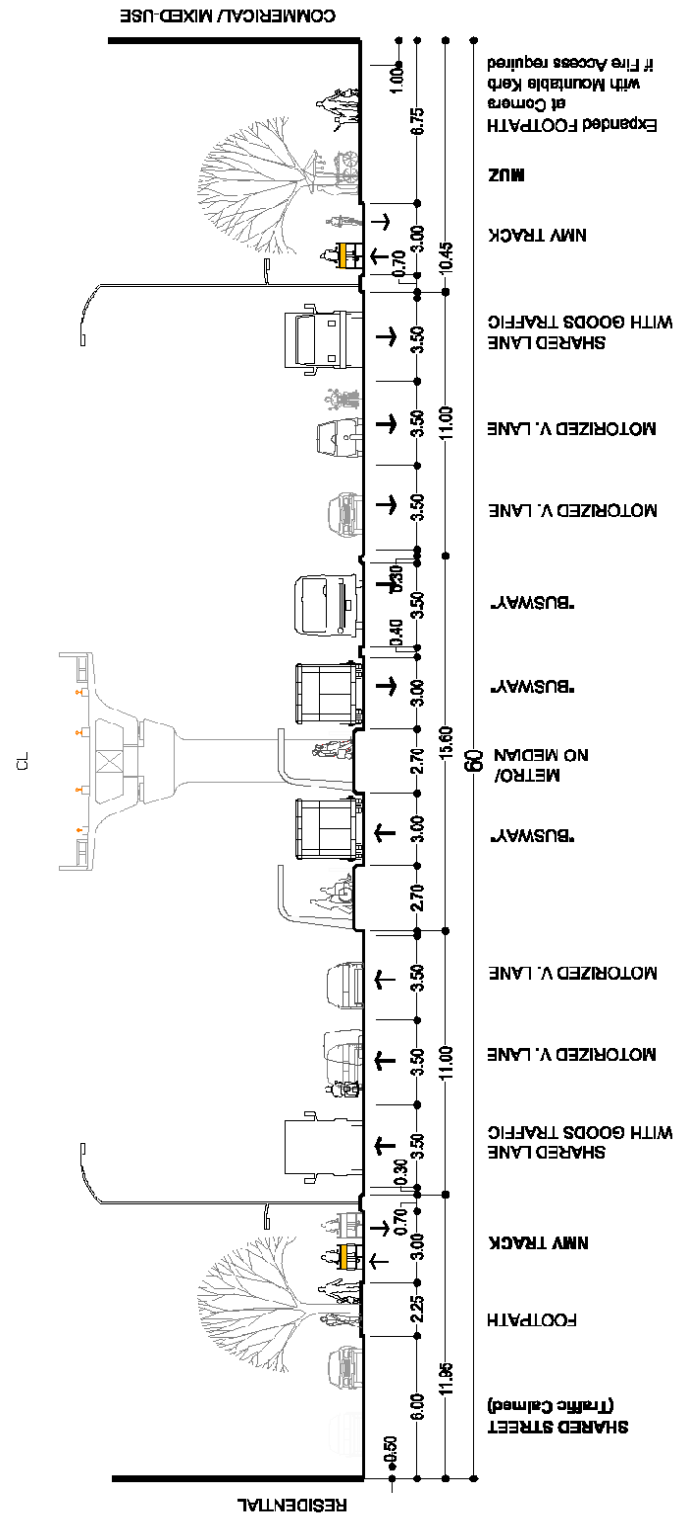 COMMERICAL/ MIXED-USE
Expanded FOOTPATH
at Corners
with Mountable Kerb
if Fire Access required
1.00
6.75
MUZ
NMV TRACK
3.00
10.45
0.70
SHARED LANE
WITH GOODS TRAFFIC
3.50
MOTORIZED V. LANE
3.50
11.00
MOTORIZED V. LANE
3.50
0.30
"BUSWAY"
3.50
0.40
"BUSWAY"
3.00
CL
METRO/
NO MEDIAN
2.70
15.60
60
"BUSWAY"
3.00
2.70
MOTORIZED V. LANE
3.50
MOTORIZED V. LANE
3.50
11.00
SHARED LANE
WITH GOODS TRAFFIC
3.50
0.30
0.70
NMV TRACK
3.00
FOOTPATH
2.25
11.95
SHARED STREET
(Traffic Calmed)
6.00
0.50
RESIDENTIAL